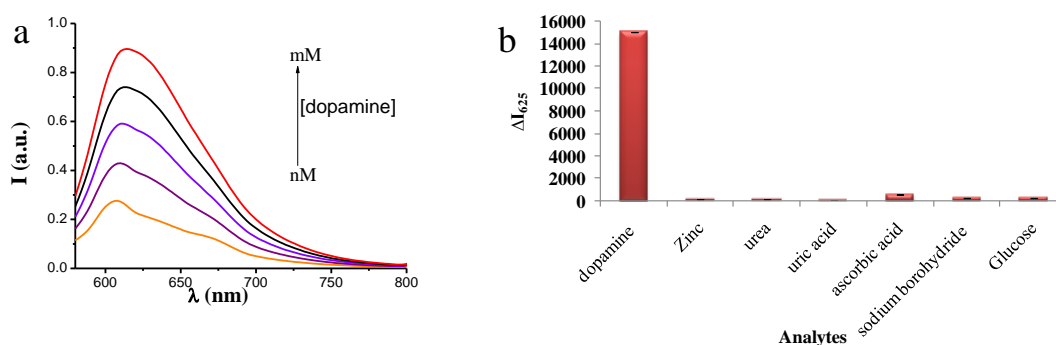 a
I (a.u.)
1.0
0.8
0.6
0.4
0.2
0.0
600
650
700
750
800
λ (nm)
mM
[dopamine]
nM
b
ΔI625
16000
14000
12000
10000
8000
6000
4000
2000
0
dopamine
Zinc
urea
uric acid
ascorbic acid
sodium borohydride
Glucose
Analytes